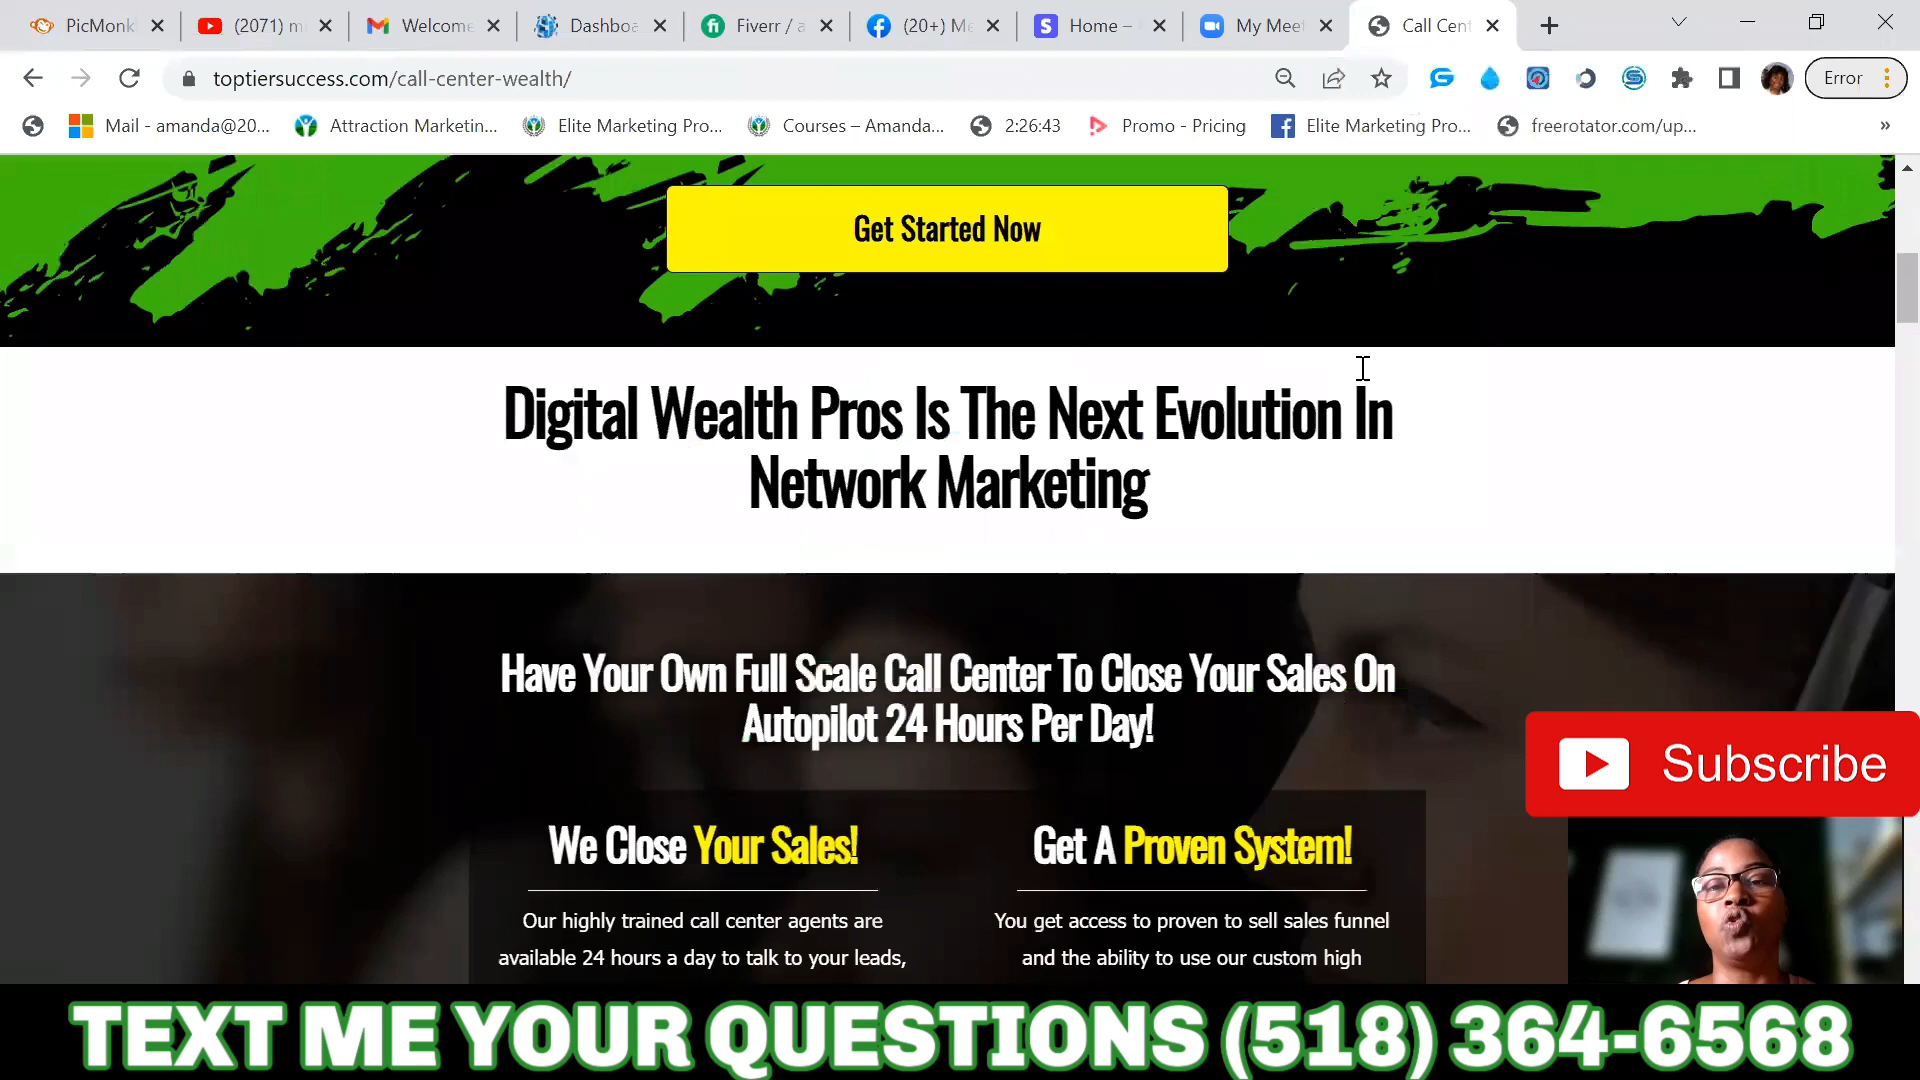 PicMonk
(2071) m
Welcome
Dashboa
Fiverr / a
(20+) Me
Home –
My Meet
Call Cent
toptiersuccess.com/call-center-wealth/
Error
Mail - amanda@20...
Attraction Marketin...
Elite Marketing Pro...
Courses – Amanda...
2:26:43
Promo - Pricing
Elite Marketing Pro...
freerotator.com/up...
»
Get Started Now
Digital Wealth Pros Is The Next Evolution In
Network Marketing
Have Your Own Full Scale Call Center To Close Your Sales On
Autopilot 24 Hours Per Day!
We Close Your Sales!
Our highly trained call center agents are
available 24 hours a day to talk to your leads,
Get A Proven System!
You get access to proven to sell sales funnel
and the ability to use our custom high
Subscribe
TEXT ME YOUR QUESTIONS (518) 364-6568